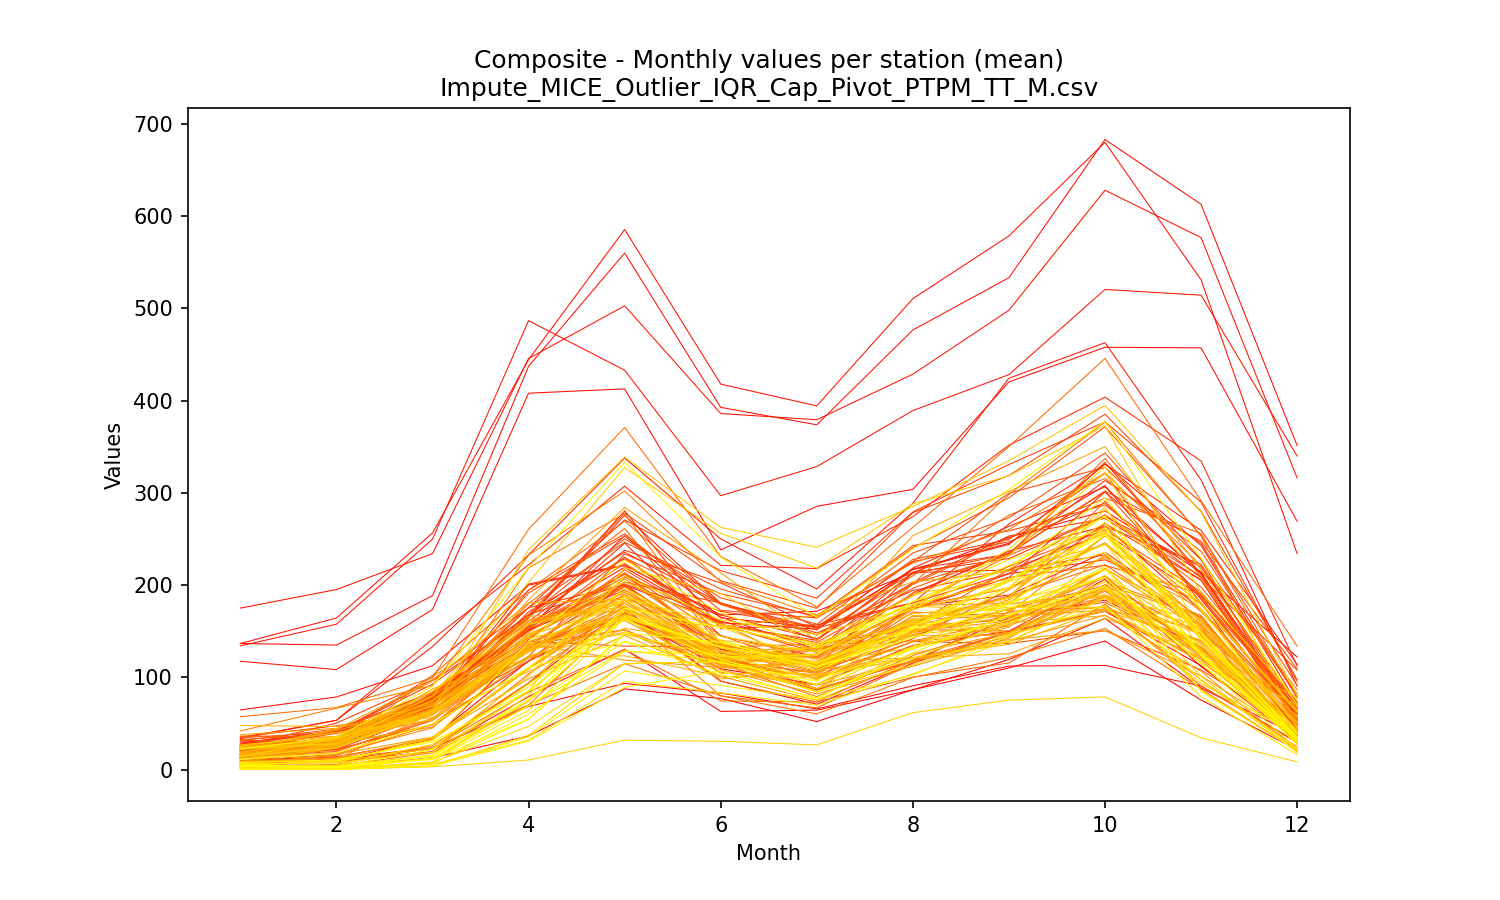 Composite - Monthly values per station (mean)
Impute_MICE_Outlier_IQR_Cap_Pivot_PTPM_TT_M.csv
700
600
500
400
300
200
100
0
Values
2 4 6 8 10 12
Month